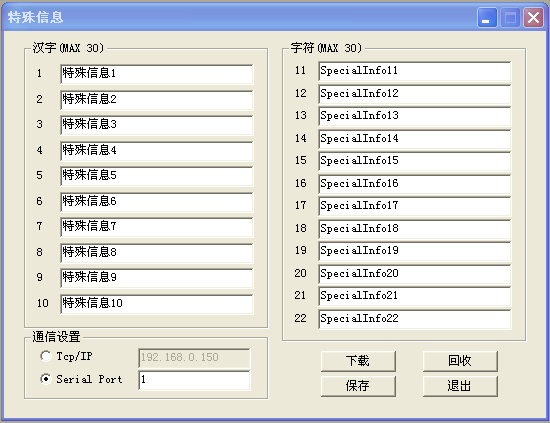 特殊信息
汉字(MAX 30)
1 特殊信息1
2 特殊信息2
3 特殊信息3
4 特殊信息4
5 特殊信息5
6 特殊信息6
7 特殊信息7
8 特殊信息8
9 特殊信息9
10 特殊信息10
字符(MAX 30)
11 SpecialInfo11
12 SpecialInfo12
13 SpecialInfo13
14 SpecialInfo14
15 SpecialInfo15
16 SpecialInfo16
17 SpecialInfo17
18 SpecialInfo18
19 SpecialInfo19
20 SpecialInfo20
21 SpecialInfo21
22 SpecialInfo22
通信设置
Tcp/IP 192.168.0.150
Serial Port 1
下载 回收
保存 退出